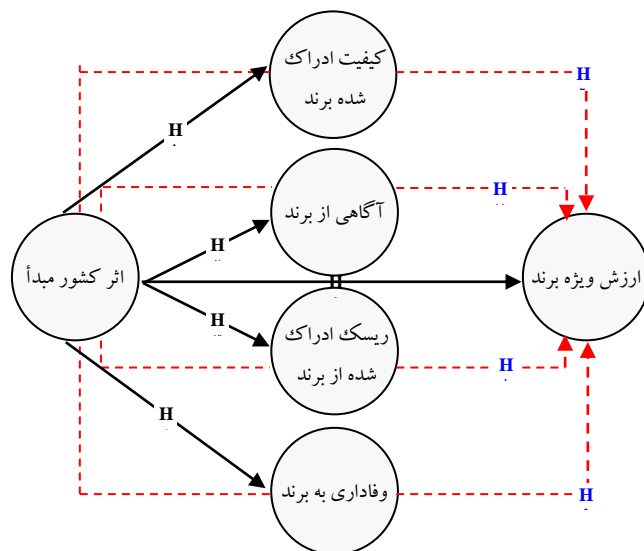 کیفیت ادراک
شده برند
H
H
آگاهی از برند
H
H
اثر کشور مبدأ
H
ارزش ویژه برند
ریسک ادراک
شده از برند
H
H
H
وفاداری به برند
H